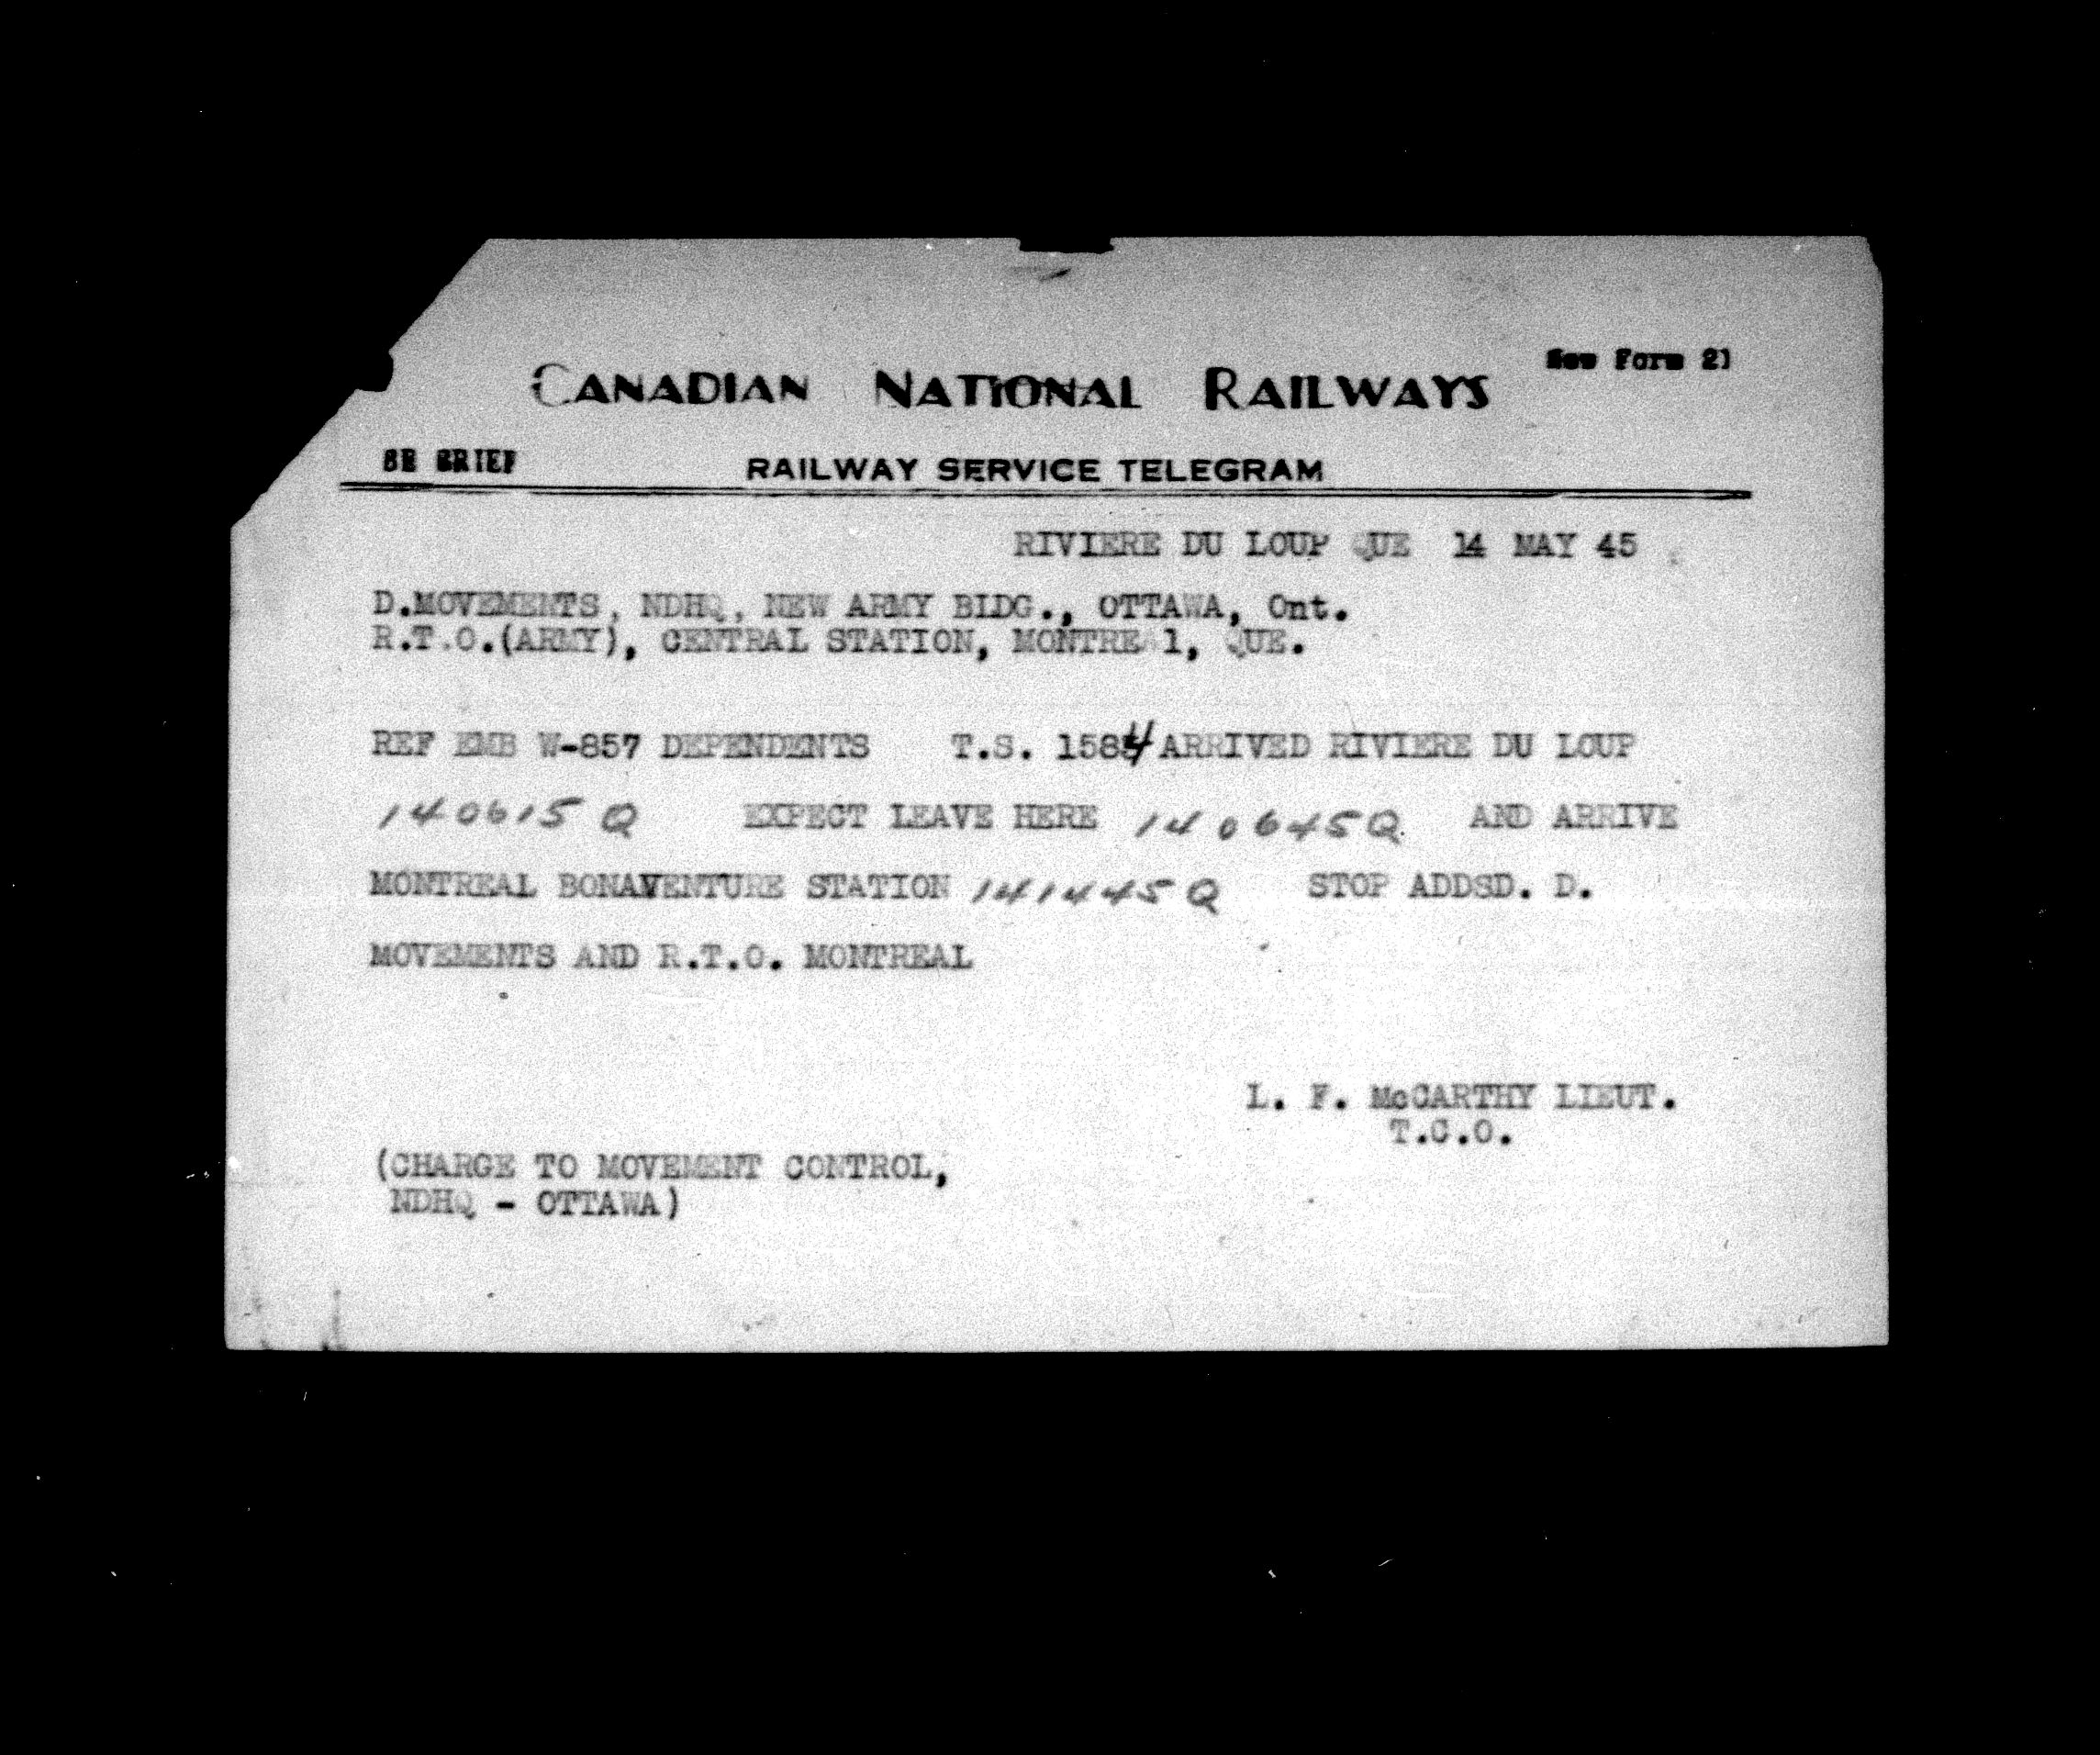 New Form 21
CANADIAN NATIONAL RAILWAYS
BE BRIEF
RAILWAY SERVICE TELEGRAM
RIVIERE DU LOUP QUE 14 MAY 45
D.MOVEMENTS, NDHQ, NEW ARMY BLDG., OTTAWA, Ont.
R.T.O.(ARMY), CENTRAL STATION, MONTREAl, QUE.
REF EMB W-857 DEPENDENTS T.S. 1584 ARRIVED RIVIERE DU LOUP
140615Q EXPECT LEAVE HERE 140645Q AND ARRIVE
MONTREAL BONAVENTURE STATION 141445Q STOP ADDSD. D.
MOVEMENTS AND R.T.O. MONTREAL
L. F. McCARTHY LIEUT.
T.C.O.
(CHARGE TO MOVEMENT CONTROL,
NDHQ - OTTAWA)